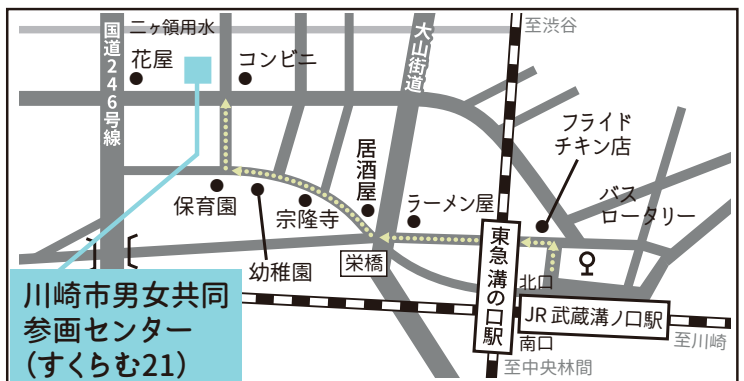 二ヶ領用水
至渋谷
国道246号線
花屋
コンビニ
大山街道
フライド
チキン店
居酒屋
保育園
宗隆寺
ラーメン屋
バス
ロータリー
幼稚園
栄橋
東急 溝の口駅
北口
川崎市男女共同
参画センター
(すくらむ21)
JR 武蔵溝ノ口駅
南口
至川崎
至中央林間